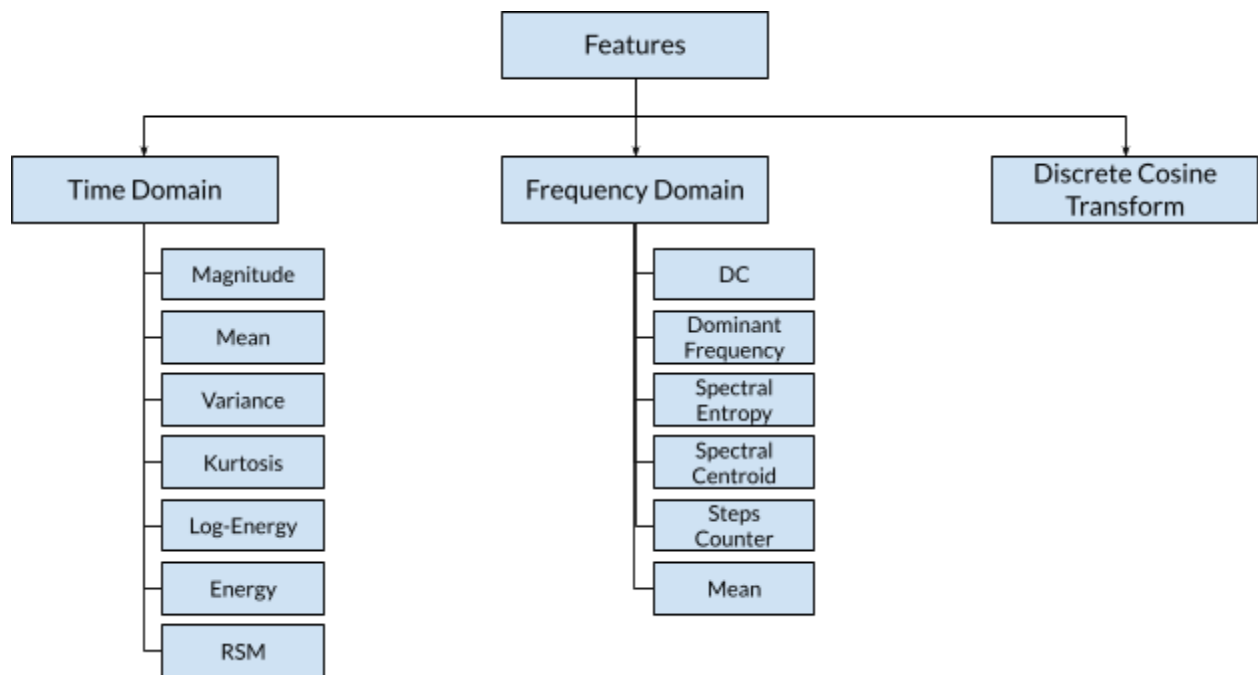 Features
Time Domain
Frequency Domain
Discrete Cosine
Transform
Magnitude
Mean
Variance
Kurtosis
Log-Energy
Energy
RSM
DC
Dominant
Frequency
Spectral
Entropy
Spectral
Centroid
Steps
Counter
Mean